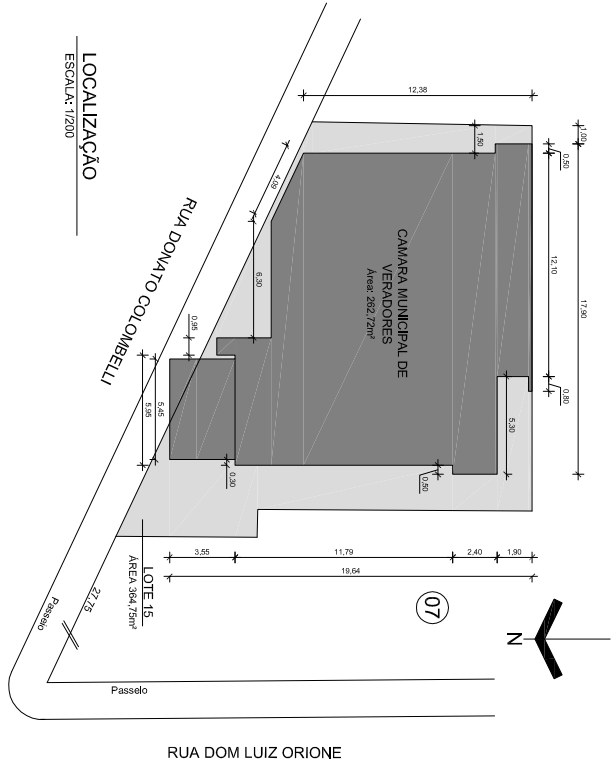 LOCALIZAÇÃO
ESCALA: 1/200
12,38
1,50
1,00
0,50
12,10
17,90
0,80
5,30
CAMARA MUNICIPAL DE
VERADORES
Área: 262,72m²
4,09
6,30
0,95
5,45
5,95
0,30
0,50
RUA DONATO COLOMBELLI
3,55
11,79
2,40
1,90
19,64
LOTE 15
ÁREA 364,75m²
07
N
27,75
Passeio
Passeio
RUA DOM LUIZ ORIONE